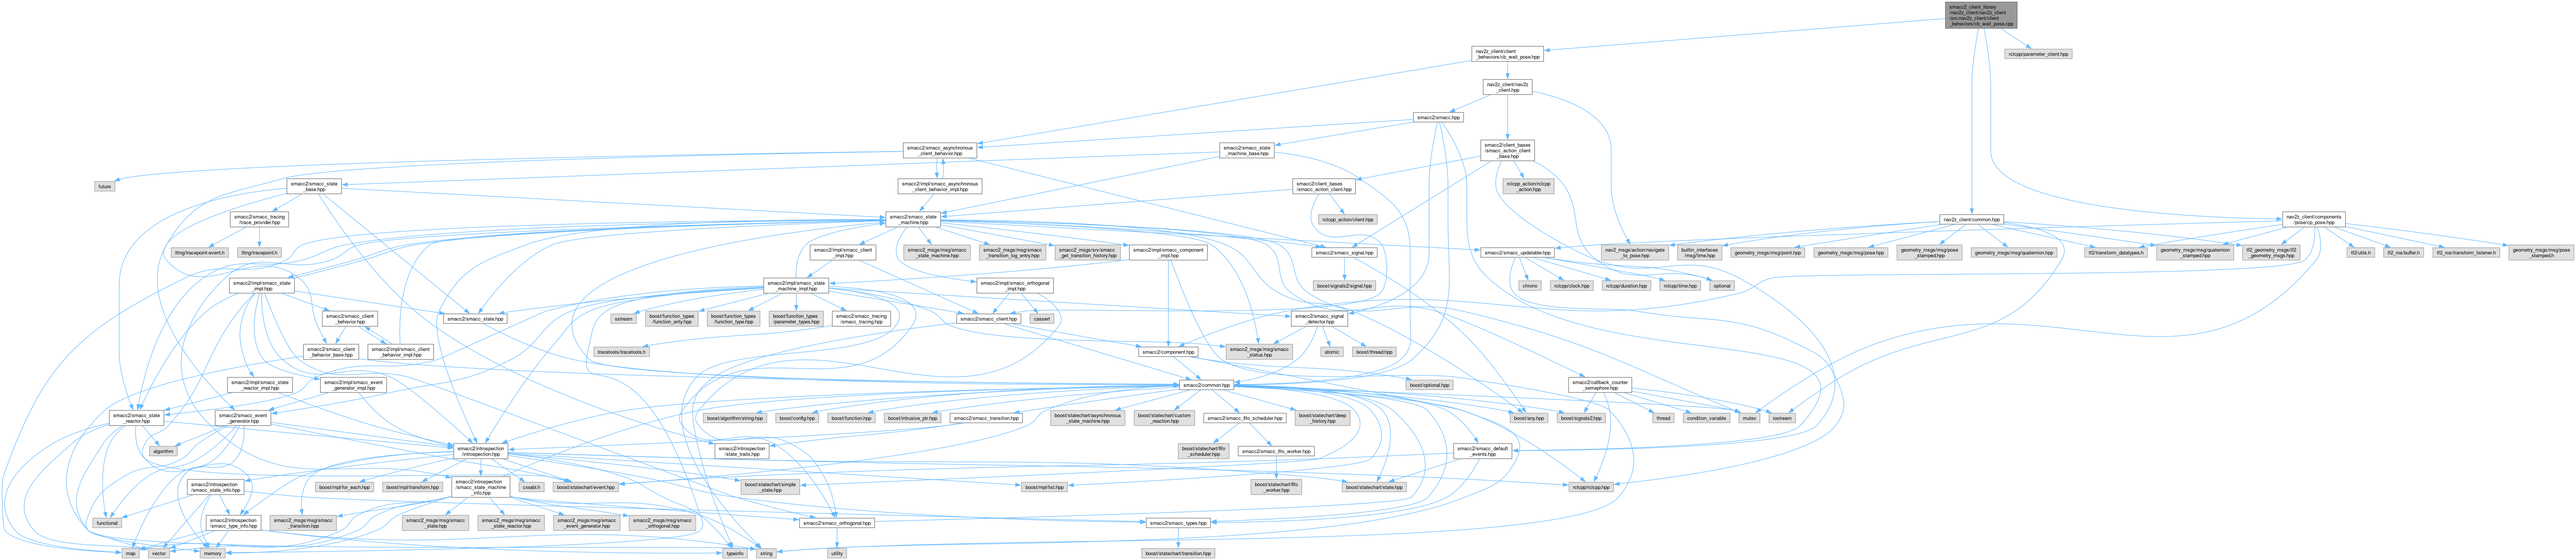 smacc2_client_library
/nav2z_client/nav2z_client
/src/nav2z_client/client
_behaviors/cb_wait_pose.cpp
nav2z_client/client
_behaviors/cb_wait_pose.hpp
rclcpp/parameter_client.hpp
nav2z_client/nav2z
_client.hpp
smacc2/smacc.hpp
smacc2/smacc_asynchronous
_client_behavior.hpp
smacc2/smacc_state
_machine_base.hpp
smacc2/client_bases
/smacc_action_client
_base.hpp
future
smacc2/smacc_state
_base.hpp
smacc2/impl/smacc_asynchronous
_client_behavior_impl.hpp
smacc2/client_bases
/smacc_action_client.hpp
rclcpp_action/rclcpp
_action.hpp
smacc2/smacc_tracing
/trace_provider.hpp
smacc2/smacc_state
_machine.hpp
rclcpp_action/client.hpp
nav2z_client/common.hpp
nav2z_client/components
/pose/cp_pose.hpp
lttng/tracepoint-event.h
lttng/tracepoint.h
smacc2/impl/smacc_client
_impl.hpp
smacc2_msgs/msg/smacc
_state_machine.hpp
smacc2_msgs/msg/smacc
_transition_log_entry.hpp
smacc2_msgs/srv/smacc
_get_transition_history.hpp
smacc2/impl/smacc_component
_impl.hpp
smacc2/smacc_signal.hpp
smacc2/smacc_updatable.hpp
nav2_msgs/action/navigate
_to_pose.hpp
builtin_interfaces
/msg/time.hpp
geometry_msgs/msg/point.hpp
geometry_msgs/msg/pose.hpp
geometry_msgs/msg/pose
_stamped.hpp
geometry_msgs/msg/quaternion.hpp
tf2/transform_datatypes.h
geometry_msgs/msg/quaternion
_stamped.hpp
tf2_geometry_msgs/tf2
_geometry_msgs.hpp
tf2/utils.h
tf2_ros/buffer.h
tf2_ros/transform_listener.h
geometry_msgs/msg/pose
_stamped.h
smacc2/impl/smacc_state
_impl.hpp
smacc2/impl/smacc_state
_machine_impl.hpp
smacc2/impl/smacc_orthogonal
_impl.hpp
boost/signals2/signal.hpp
chrono
rclcpp/clock.hpp
rclcpp/duration.hpp
rclcpp/time.hpp
optional
smacc2/smacc_client
_behavior.hpp
smacc2/smacc_state.hpp
sstream
boost/function_types
/function_arity.hpp
boost/function_types
/function_type.hpp
boost/function_types
/parameter_types.hpp
smacc2/smacc_tracing
/smacc_tracing.hpp
smacc2/smacc_client.hpp
cassert
smacc2/smacc_signal
_detector.hpp
smacc2/smacc_client
_behavior_base.hpp
smacc2/impl/smacc_client
_behavior_impl.hpp
tracetools/tracetools.h
smacc2/component.hpp
smacc2_msgs/msg/smacc
_status.hpp
atomic
boost/thread.hpp
smacc2/impl/smacc_state
_reactor_impl.hpp
smacc2/impl/smacc_event
_generator_impl.hpp
smacc2/common.hpp
boost/optional.hpp
smacc2/callback_counter
_semaphore.hpp
smacc2/smacc_state
_reactor.hpp
smacc2/smacc_event
_generator.hpp
boost/algorithm/string.hpp
boost/config.hpp
boost/function.hpp
boost/intrusive_ptr.hpp
smacc2/smacc_transition.hpp
boost/statechart/asynchronous
_state_machine.hpp
boost/statechart/custom
_reaction.hpp
smacc2/smacc_fifo_scheduler.hpp
boost/statechart/deep
_history.hpp
boost/any.hpp
boost/signals2.hpp
thread
condition_variable
mutex
iostream
algorithm
smacc2/introspection
/introspection.hpp
smacc2/introspection
/state_traits.hpp
boost/statechart/fifo
_scheduler.hpp
smacc2/smacc_fifo_worker.hpp
smacc2/smacc_default
_events.hpp
smacc2/introspection
/smacc_state_info.hpp
boost/mpl/for_each.hpp
boost/mpl/transform.hpp
smacc2/introspection
/smacc_state_machine
_info.hpp
cxxabi.h
boost/statechart/event.hpp
boost/statechart/simple
_state.hpp
boost/mpl/list.hpp
boost/statechart/fifo
_worker.hpp
boost/statechart/state.hpp
rclcpp/rclcpp.hpp
functional
smacc2/introspection
/smacc_type_info.hpp
smacc2_msgs/msg/smacc
_transition.hpp
smacc2_msgs/msg/smacc
_state.hpp
smacc2_msgs/msg/smacc
_state_reactor.hpp
smacc2_msgs/msg/smacc
_event_generator.hpp
smacc2_msgs/msg/smacc
_orthogonal.hpp
smacc2/smacc_orthogonal.hpp
smacc2/smacc_types.hpp
map
vector
memory
typeinfo
string
utility
boost/statechart/transition.hpp